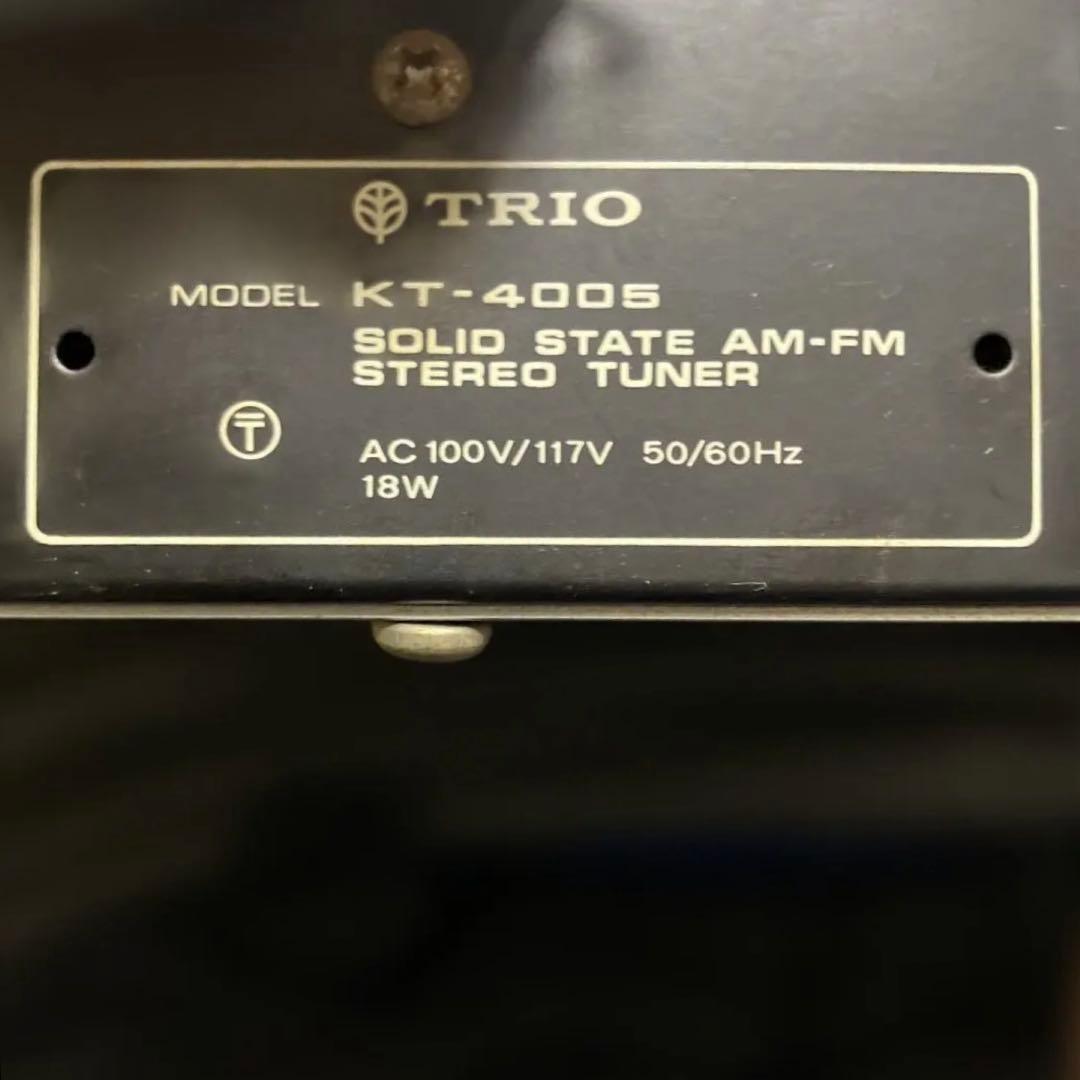 TRIO
MODEL KT-4005
SOLID STATE AM-FM
STEREO TUNER
AC 100V/117V 50/60Hz
18W